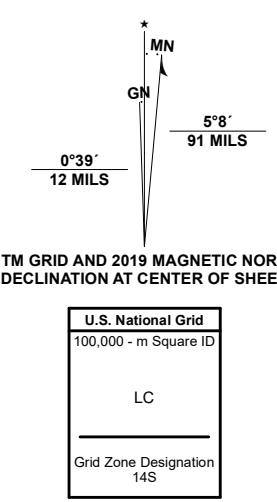 ★
MN
GN
5°8´
91 MILS
0°39´
12 MILS
TM GRID AND 2019 MAGNETIC NOR
DECLINATION AT CENTER OF SHEE
U.S. National Grid
100,000 - m Square ID
LC
Grid Zone Designation
14S